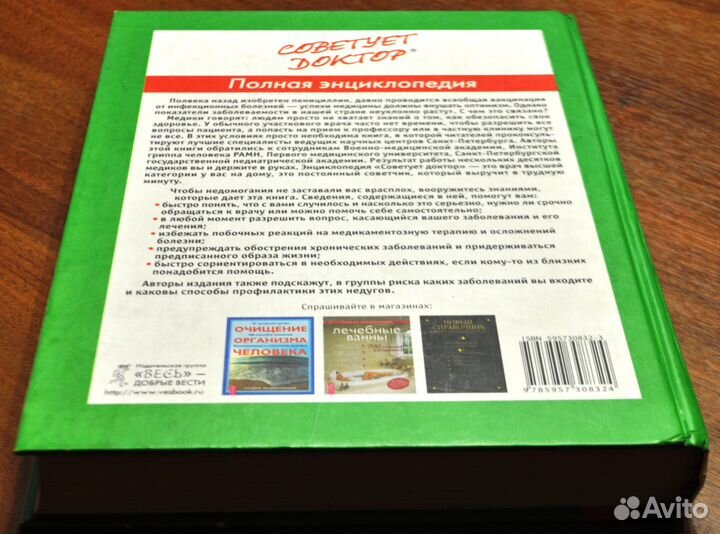 СОВЕТУЕТ
ДОКТОР®
Полная энциклопедия
Полвека назад изобретен пенициллин, давно проводится всеобщая вакцинация
от инфекционных болезней — успехи медицины должны внушать оптимизм. Однако
показатели заболеваемости в нашей стране неуклонно растут. С чем это связано?
Медики говорят: людям просто не хватает знаний о том, как обезопасить свое
здоровье. У обычного участкового врача часто нет времени, чтобы разрешить все
вопросы пациента, а попасть на прием к профессору или в частную клинику могут
не все. В этих условиях просто необходима книга, в которой читателей проконсуль-
тируют лучшие специалисты ведущих научных центров Санкт-Петербурга. Авторы
этой книги обратились к сотрудникам Военно-медицинской академии, Института
гриппа человека РАМН, Первого медицинского университета, Санкт-Петербургской
государственной педиатрической академии. Результат работы нескольких десятков
медиков вы и держите в руках. Энциклопедия «Советует доктор» — это врач высшей
категории у вас на дому, это постоянный советчик, который выручит в трудную
минуту.
Чтобы недомогания не заставали вас врасплох, вооружитесь знаниями,
которые дает эта книга. Сведения, содержащиеся в ней, помогут вам:
• быстро понять, что с вами случилось и насколько это серьезно, нужно ли срочно
обращаться к врачу или можно помочь себе самостоятельно;
• в любой момент разрешить вопрос, касающийся вашего заболевания и его
лечения;
• избежать побочных реакций на медикаментозную терапию и осложнений
болезни;
• предупреждать обострения хронических заболеваний и придерживаться
предписанного образа жизни;
• быстро сориентироваться в необходимых действиях, если кому-то из близких
понадобится помощь.
Авторы издания также подскажут, в группы риска каких заболеваний вы входите
и каковы способы профилактики этих недугов.
Спрашивайте в магазинах:
ОЧИЩЕНИЕ
ОРГАНИЗМА
ЧЕЛОВЕКА
лечебные
ванны
700
НОВЫЙ
СПРАВОЧНИК
Издательская группа
«ВЕСЬ» —
ДОБРЫЕ ВЕСТИ
http://www.vesbook.ru
ISBN 595730832-3
9 785957 308324
Avito